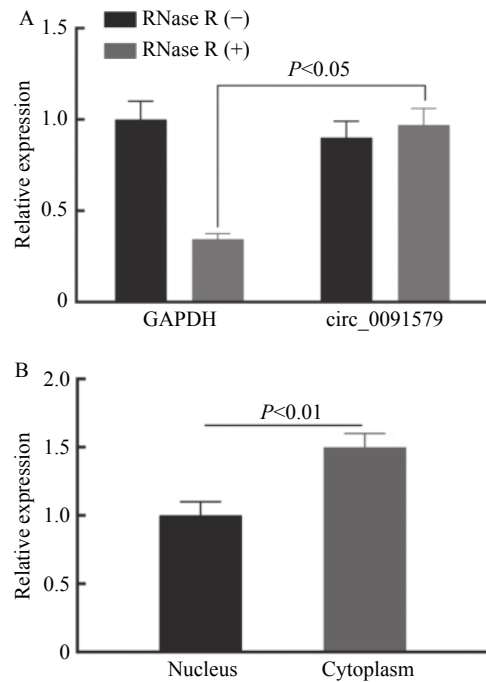 A
RNase R (−)
RNase R (+)
P<0.05
Relative expression
1.5
1.0
0.5
0
GAPDH circ_0091579
B
P<0.01
Relative expression
2.0
1.5
1.0
0.5
0
Nucleus Cytoplasm